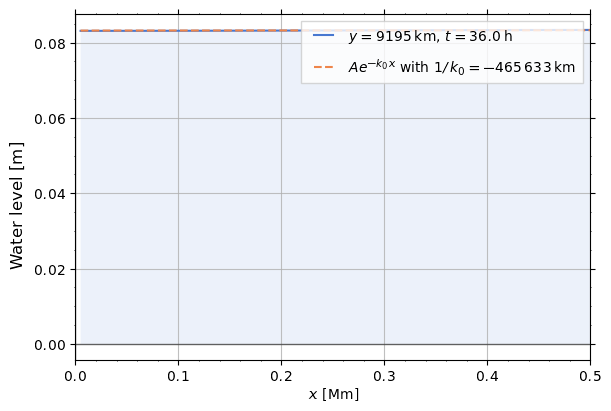 y = 9195 km, t = 36.0 h
Ae^{-k_0 x} with 1/k_0 = −465 633 km
Water level [m]
0.08
0.06
0.04
0.02
0.00
0.0 0.1 0.2 0.3 0.4 0.5
x [Mm]